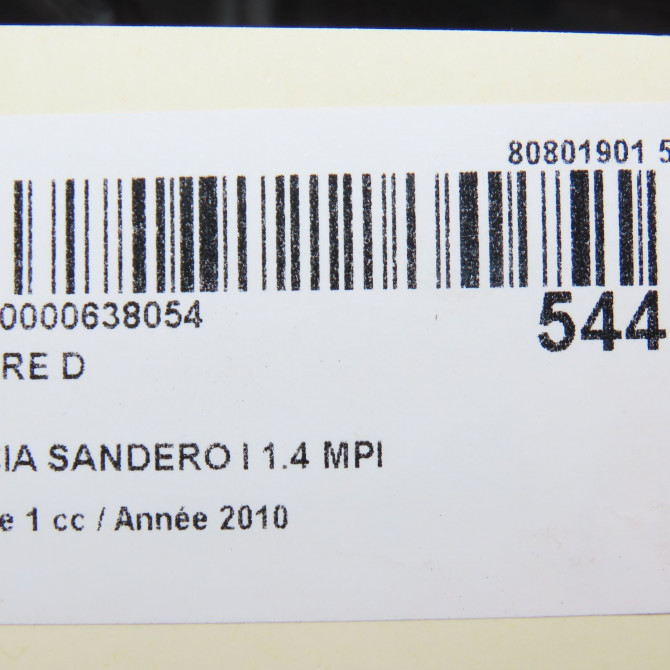 80801901 5
0000638054
544
RE D
IA SANDERO I 1.4 MPI
e 1 cc / Année 2010